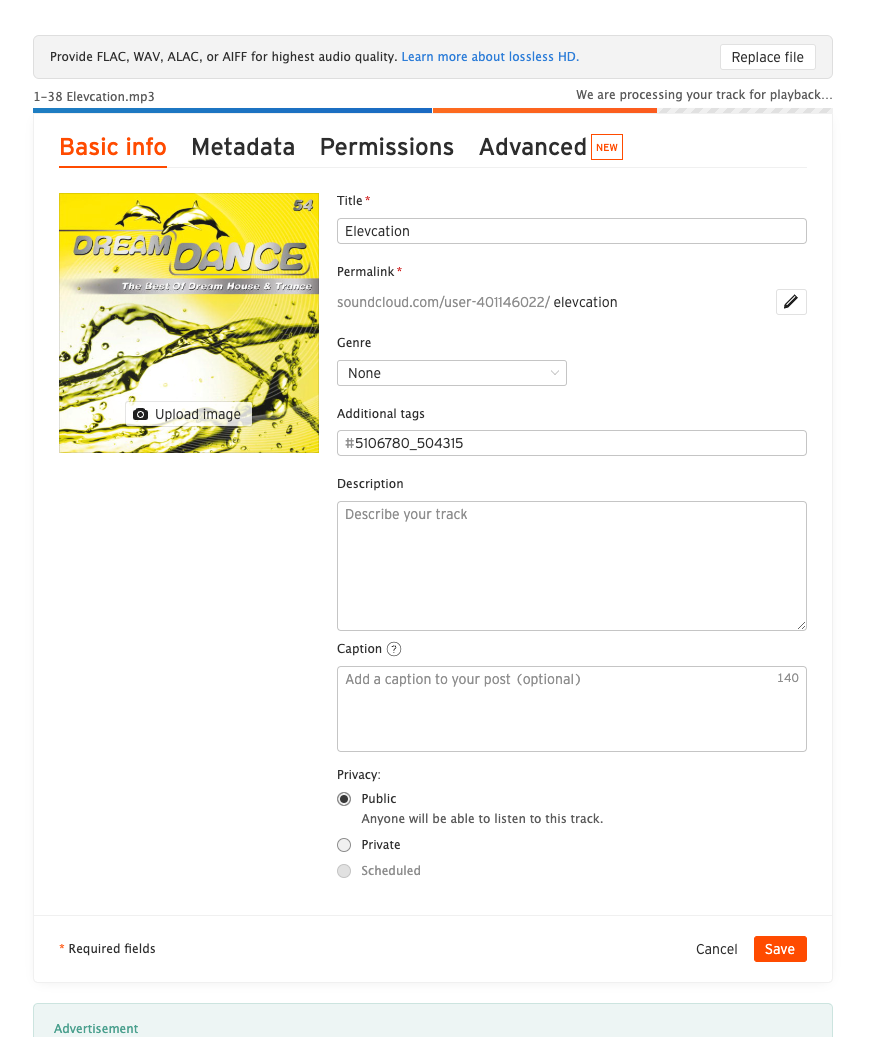 Provide FLAC, WAV, ALAC, or AIFF for highest audio quality. Learn more about lossless HD.
Replace file
1-38 Elevcation.mp3
We are processing your track for playback...
Basic info Metadata Permissions Advanced NEW
54
DREAM DANCE
The Best Of Dream House & Trance
Upload image
Title *
Elevcation
Permalink *
soundcloud.com/user-401146022/ elevcation
Genre
None
Additional tags
#5106780_504315
Description
Describe your track
Caption ?
Add a caption to your post (optional)
140
Privacy:
Public
Anyone will be able to listen to this track.
Private
Scheduled
* Required fields
Cancel
Save
Advertisement